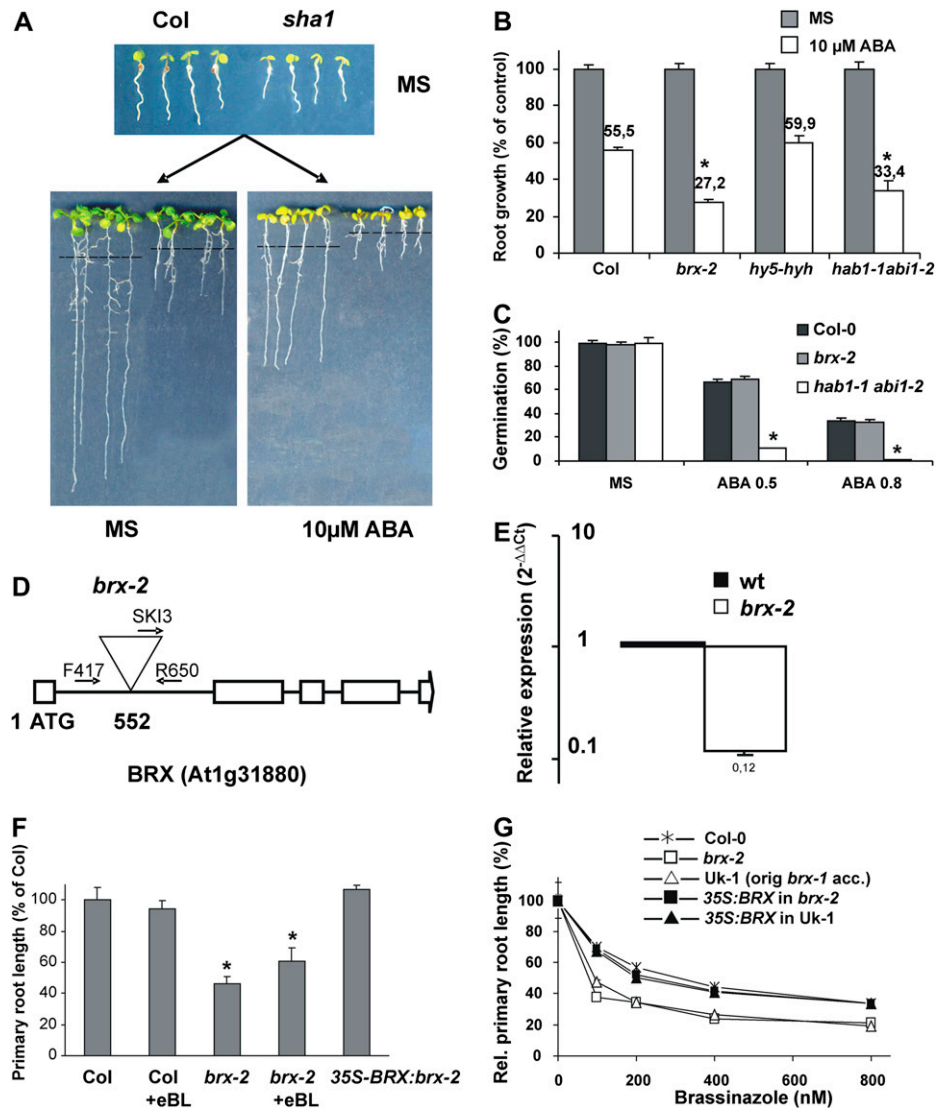 A
Col
sha1
MS
MS
10µM ABA
B
MS
10 µM ABA
Root growth (% of control)
100
80
60
40
20
0
55,5
*
27,2
59,9
*
33,4
Col
brx-2
hy5-hyh
hab1-1abi1-2
C
Col-0
brx-2
hab1-1 abi1-2
Germination (%)
100
80
60
40
20
0
*
*
MS
ABA 0.5
ABA 0.8
D
brx-2
SKI3
F417
R650
1 ATG
552
BRX (At1g31880)
E
Relative expression (2-ΔΔCt)
10
1
0.1
wt
brx-2
0,12
F
Primary root length (% of Col)
100
80
60
40
20
0
*
*
Col
Col
+eBL
brx-2
brx-2
+eBL
35S-BRX:brx-2
G
Col-0
brx-2
Uk-1 (orig brx-1 acc.)
35S:BRX in brx-2
35S:BRX in Uk-1
Rel. primary root length (%)
100
80
60
40
20
0
0
200
400
600
800
Brassinazole (nM)